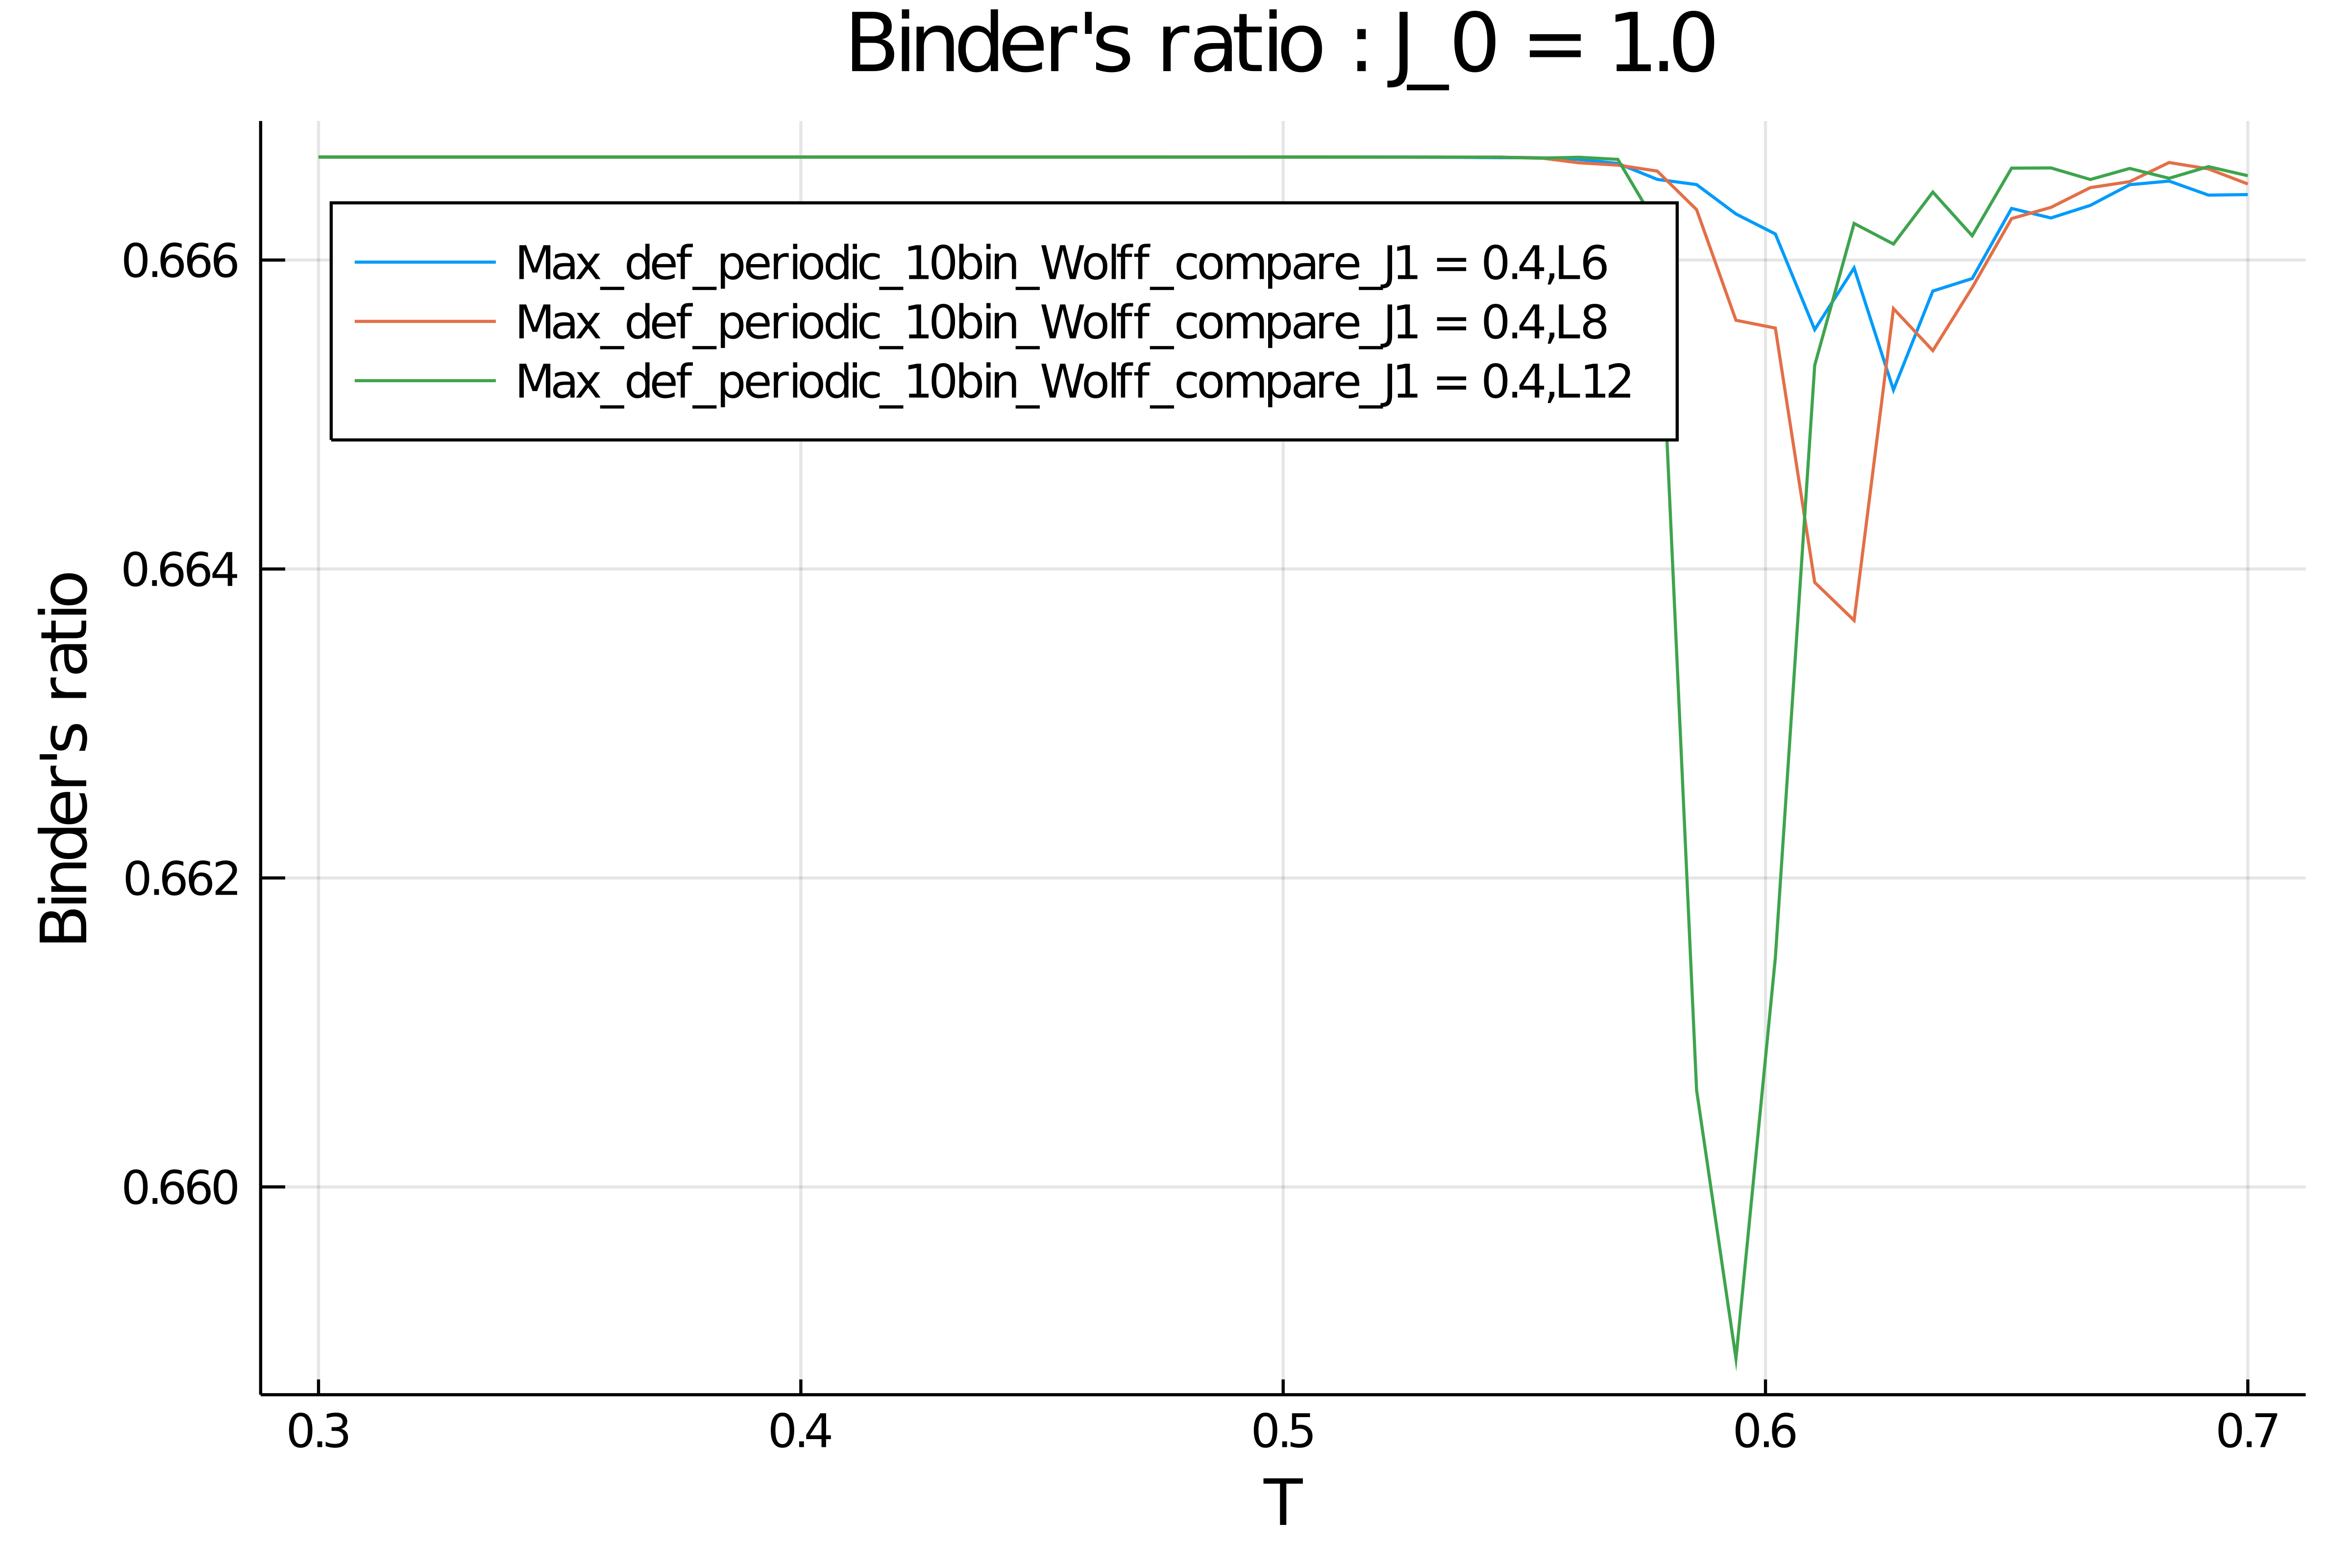 Binder's ratio : J_0 = 1.0
Binder's ratio
0.666
0.664
0.662
0.660
Max_def_periodic_10bin_Wolff_compare_J1 = 0.4,L6
Max_def_periodic_10bin_Wolff_compare_J1 = 0.4,L8
Max_def_periodic_10bin_Wolff_compare_J1 = 0.4,L12
0.3 0.4 0.5 0.6 0.7
T